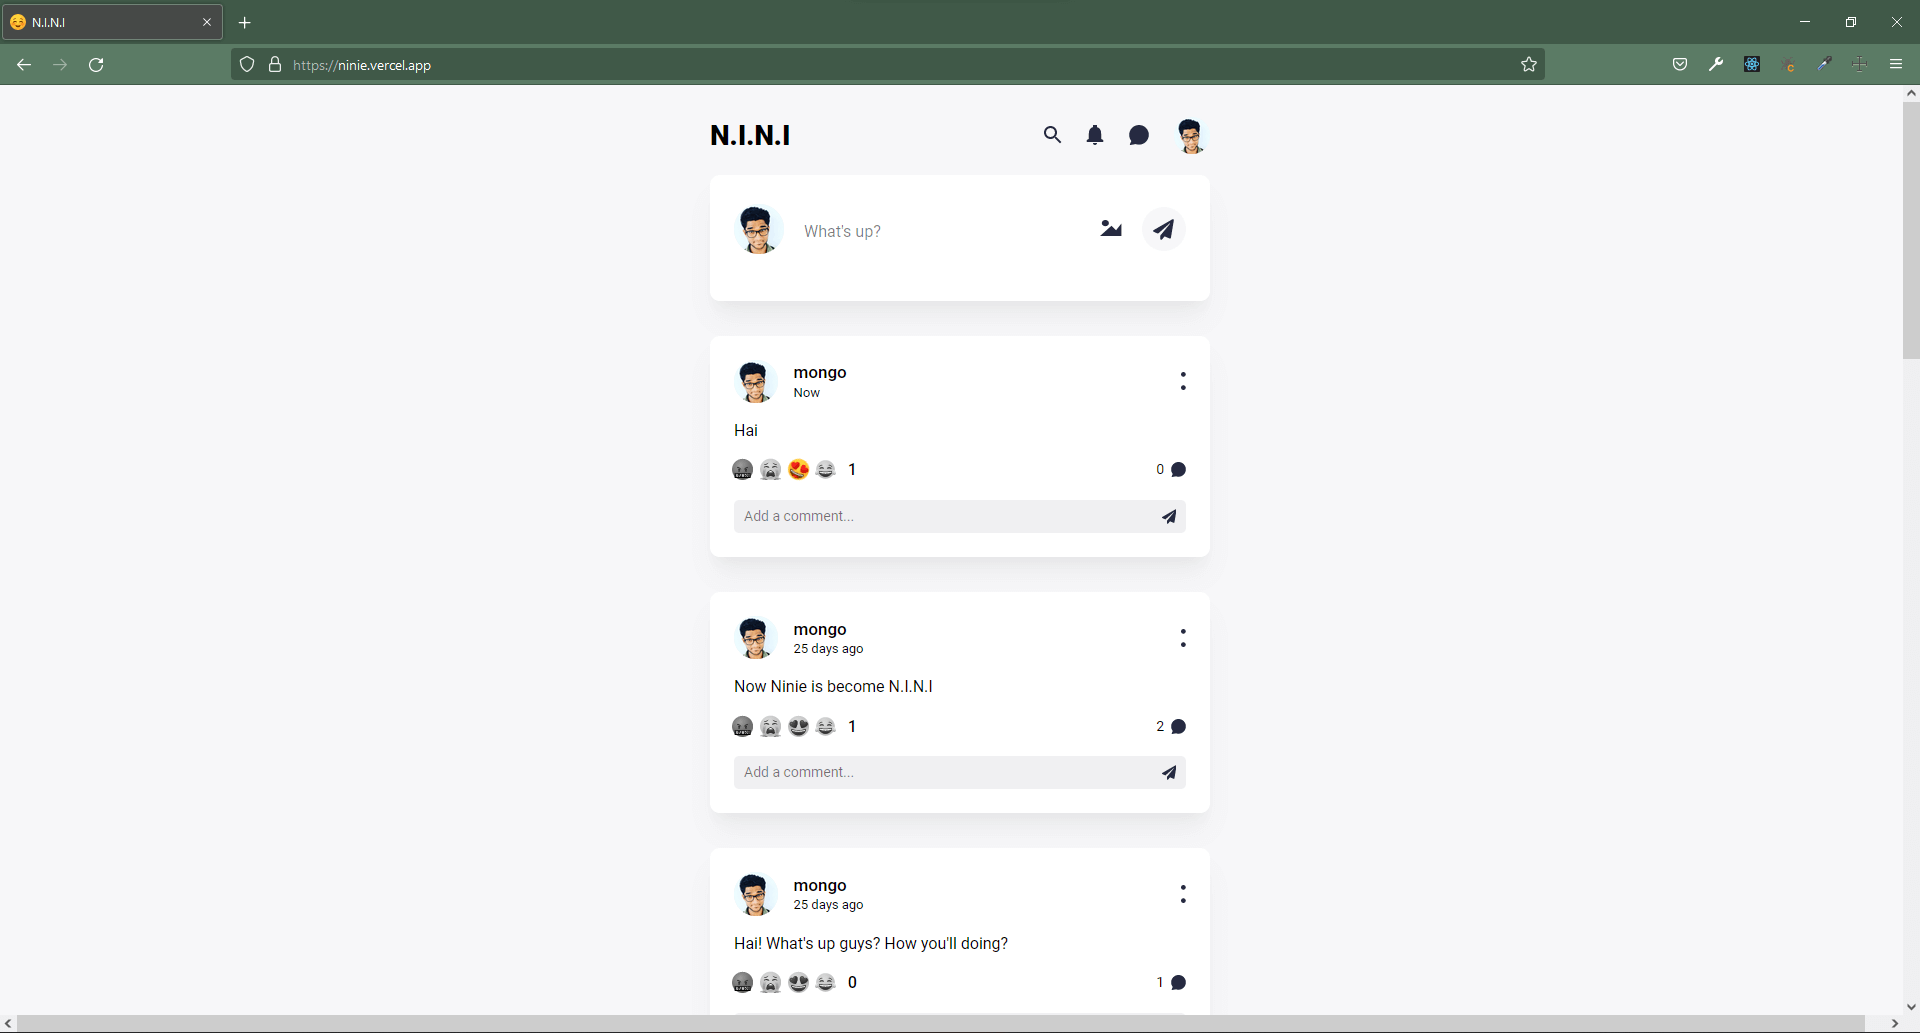 N.I.N.I
https://ninie.vercel.app
N.I.N.I
What's up?
mongo
Now
Hai
1
0
Add a comment...
mongo
25 days ago
Now Ninie is become N.I.N.I
1
2
Add a comment...
mongo
25 days ago
Hai! What's up guys? How you'll doing?
0
1